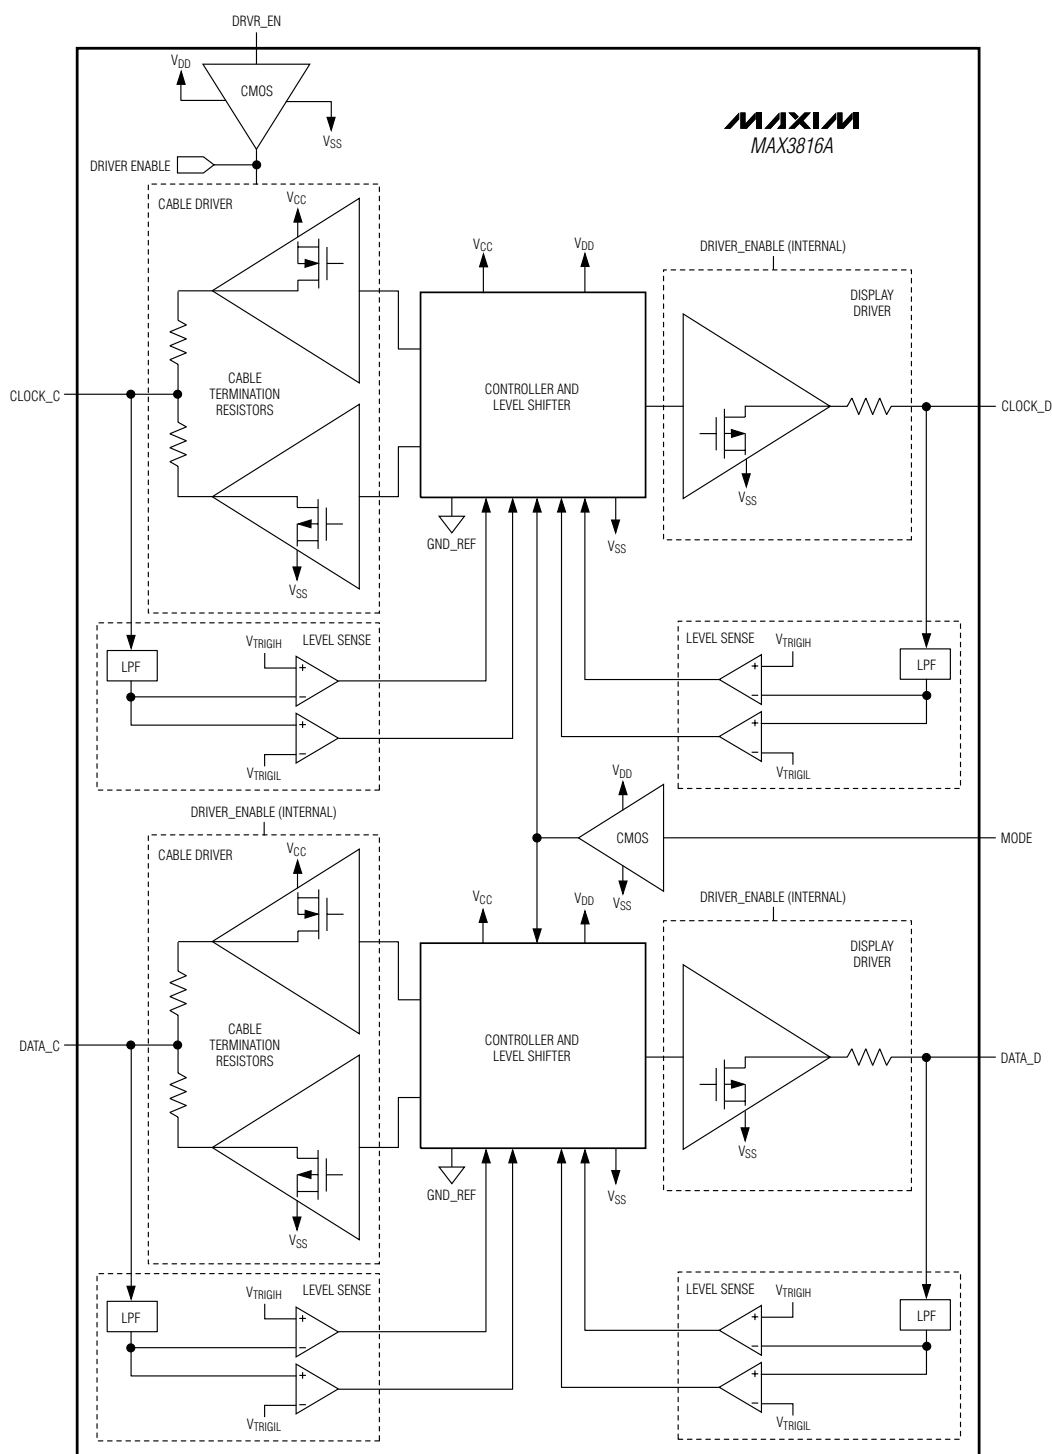 DRVR_EN
VDD
CMOS
VSS
MAXIM
MAX3816A
DRIVER ENABLE
CABLE DRIVER
VCC
CABLE
TERMINATION
RESISTORS
VSS
CLOCK_C
VCC
VDD
CONTROLLER AND
LEVEL SHIFTER
GND_REF
VSS
DRIVER_ENABLE (INTERNAL)
DISPLAY
DRIVER
VSS
CLOCK_D
LEVEL SENSE
VTRIGIH
LPF
+
−
+
−
VTRIGIL
LEVEL SENSE
VTRIGIH
LPF
+
−
+
−
VTRIGIL
VDD
CMOS
VSS
MODE
DRIVER_ENABLE (INTERNAL)
CABLE DRIVER
VCC
CABLE
TERMINATION
RESISTORS
VSS
DATA_C
VCC
VDD
CONTROLLER AND
LEVEL SHIFTER
GND_REF
VSS
DRIVER_ENABLE (INTERNAL)
DISPLAY
DRIVER
VSS
DATA_D
LEVEL SENSE
VTRIGIH
LPF
+
−
+
−
VTRIGIL
LEVEL SENSE
VTRIGIH
LPF
+
−
+
−
VTRIGIL